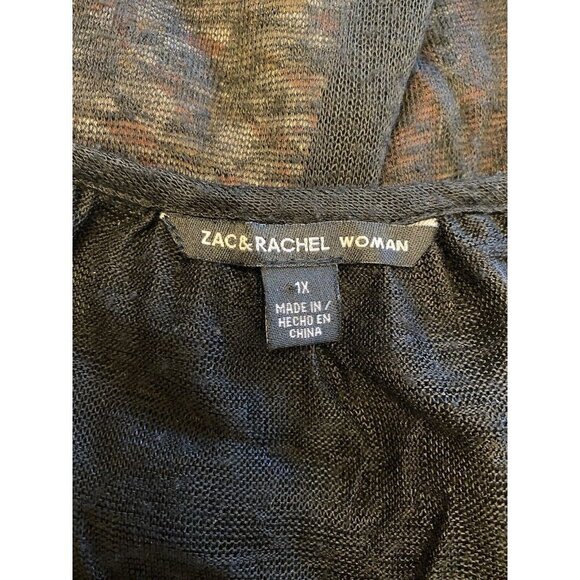 ZAC&RACHEL WOMAN
1X
MADE IN /
HECHO EN
CHINA